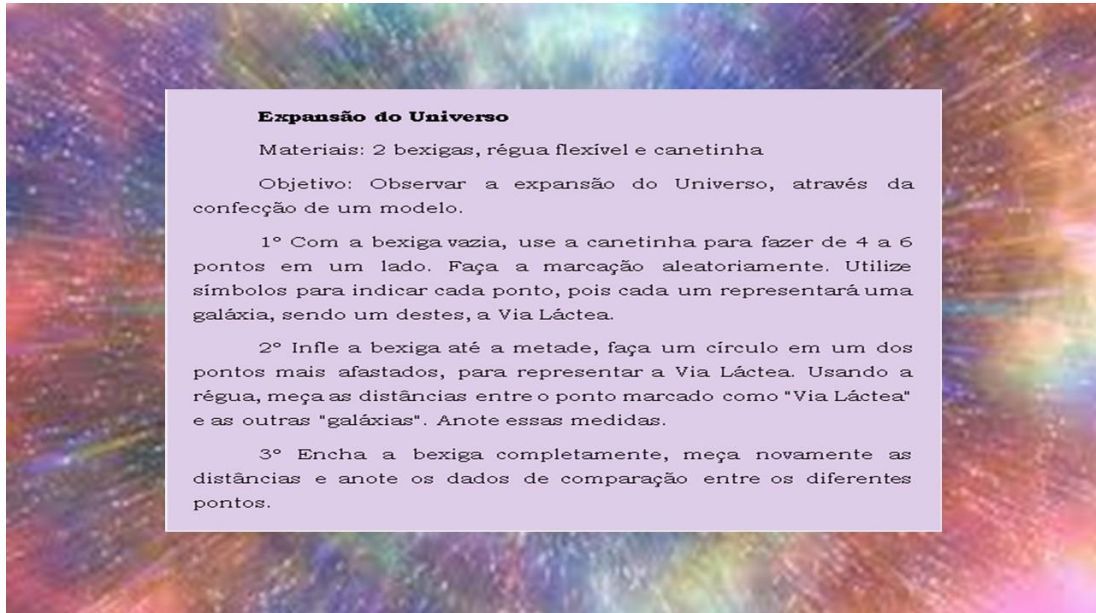 Expansão do Universo
Materiais: 2 bexigas, régua flexível e canetinha
Objetivo: Observar a expansão do Universo, através da
confecção de um modelo.
1º Com a bexiga vazia, use a canetinha para fazer de 4 a 6
pontos em um lado. Faça a marcação aleatoriamente. Utilize
símbolos para indicar cada ponto, pois cada um representará uma
galáxia, sendo um destes, a Via Láctea.
2º Infle a bexiga até a metade, faça um círculo em um dos
pontos mais afastados, para representar a Via Láctea. Usando a
régua, meça as distâncias entre o ponto marcado como "Via Láctea"
e as outras "galáxias". Anote essas medidas.
3º Encha a bexiga completamente, meça novamente as
distâncias e anote os dados de comparação entre os diferentes
pontos.